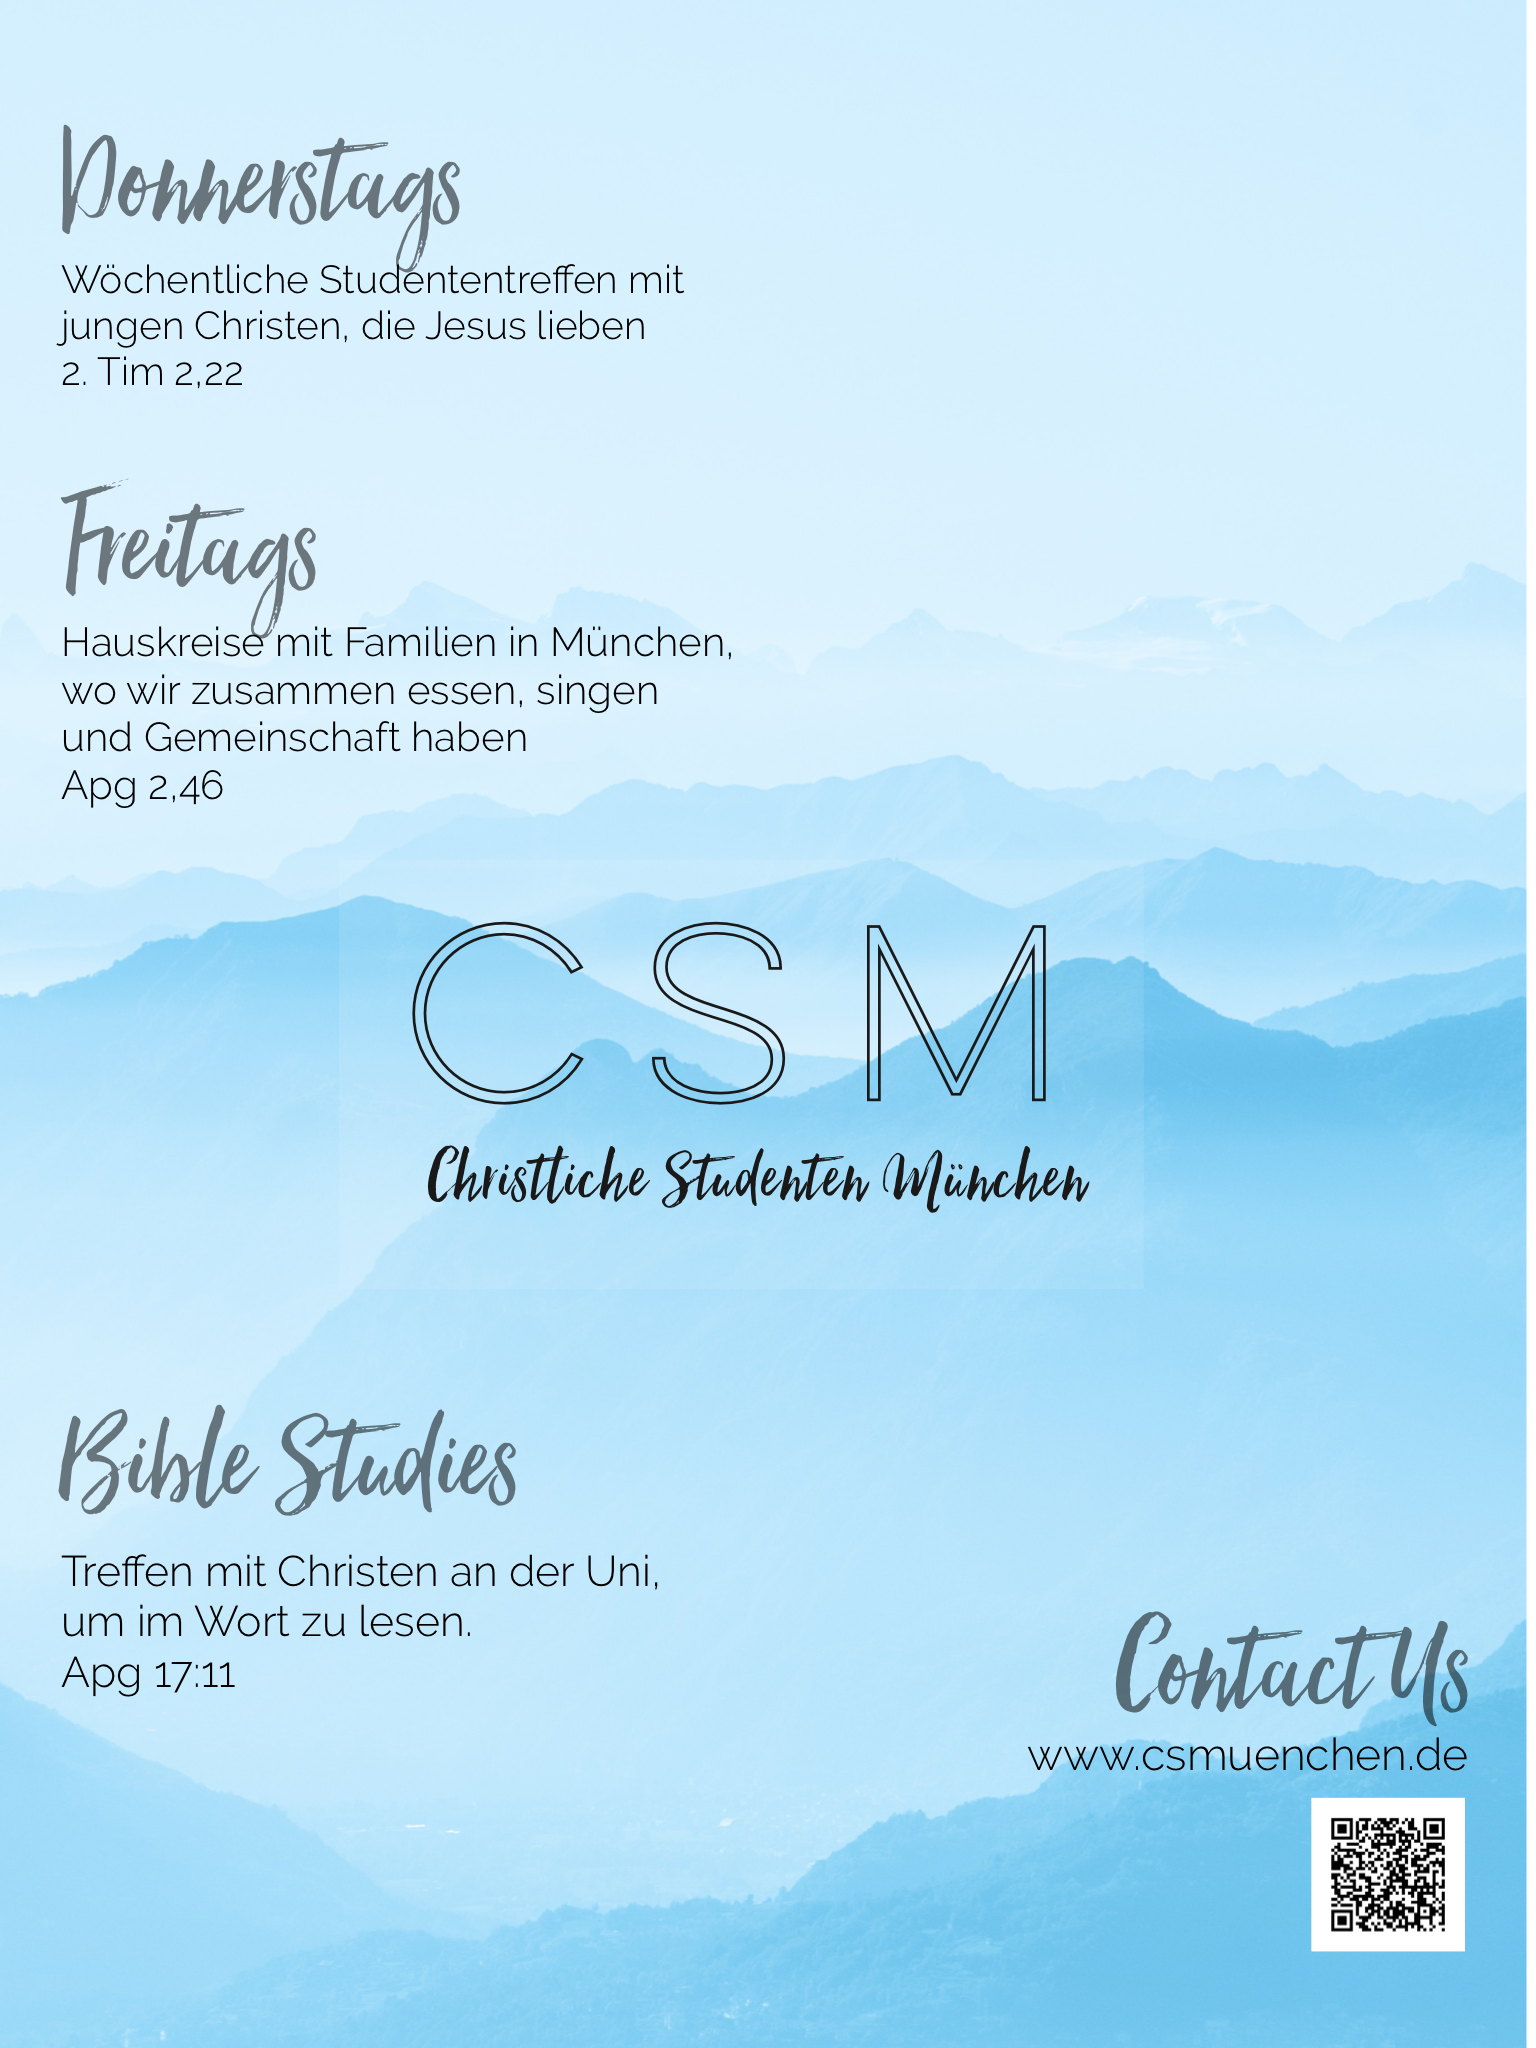 Donnerstags
Wöchentliche Studententreffen mit
jungen Christen, die Jesus lieben
2. Tim 2,22
Freitags
Hauskreise mit Familien in München,
wo wir zusammen essen, singen
und Gemeinschaft haben
Apg 2,46
CSM
Christliche Studenten München
Bible Studies
Treffen mit Christen an der Uni,
um im Wort zu lesen.
Apg 17:11
Contact Us
www.csmuenchen.de